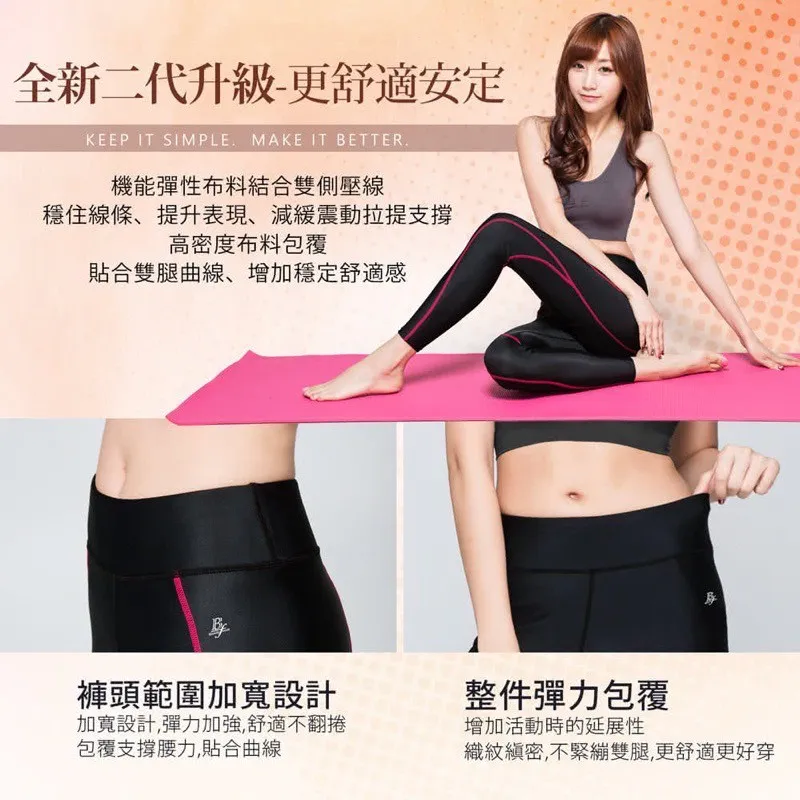 全新二代升級-更舒適安定
KEEP IT SIMPLE. MAKE IT BETTER.
機能彈性布料結合雙側壓線
穩住線條、提升表現、減緩震動拉提支撐
高密度布料包覆
貼合雙腿曲線、增加穩定舒適感
褲頭範圍加寬設計
加寬設計,彈力加強,舒適不翻捲
包覆支撐腰力,貼合曲線
整件彈力包覆
增加活動時的延展性
織紋縝密,不緊繃雙腿,更舒適更好穿